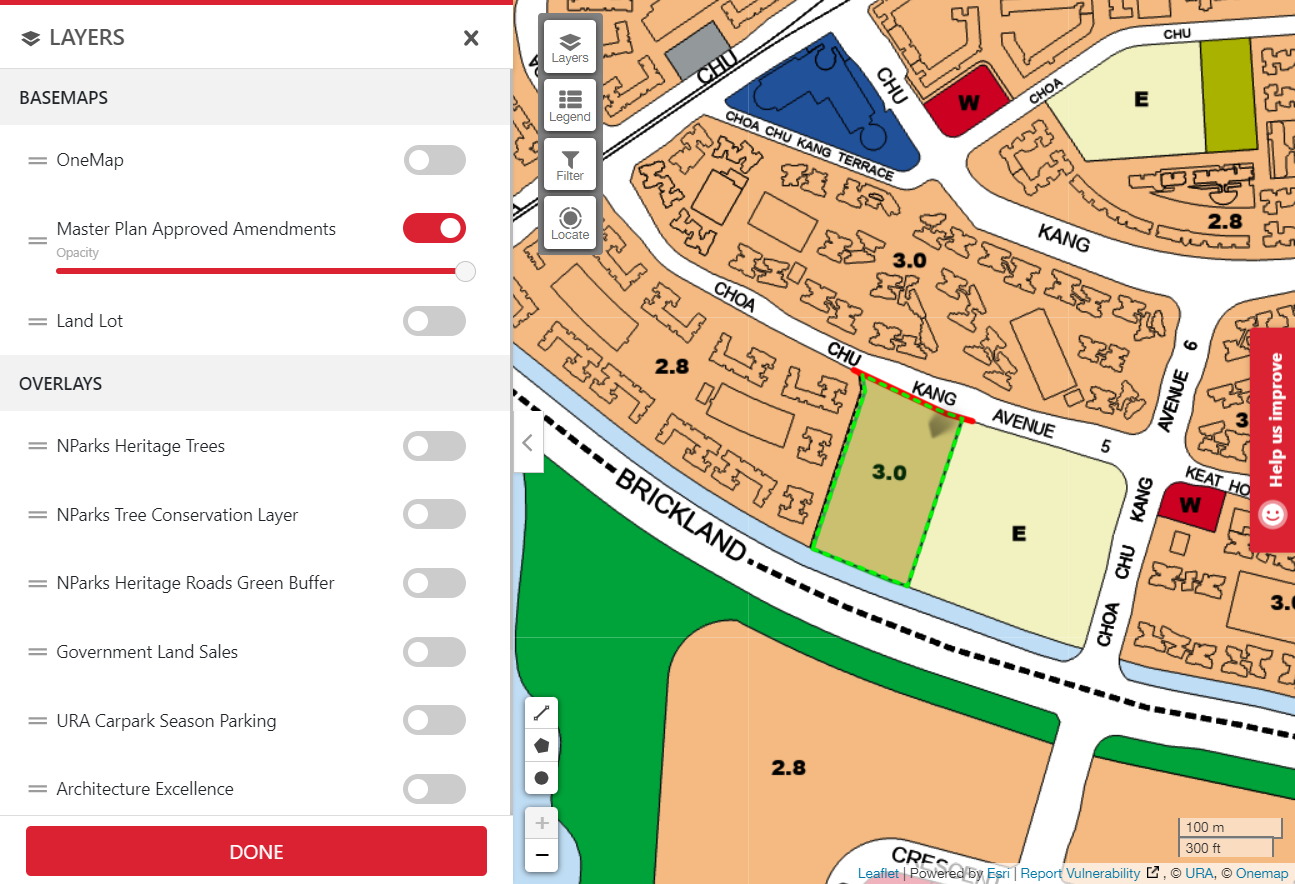 LAYERS
BASEMAPS
OneMap
Master Plan Approved Amendments
Opacity
Land Lot
OVERLAYS
NParks Heritage Trees
NParks Tree Conservation Layer
NParks Heritage Roads Green Buffer
Government Land Sales
URA Carpark Season Parking
Architecture Excellence
DONE
Layers
Legend
Filter
Locate
CHU
CHU
CHU
CHOA
W
E
CHOA CHU KANG TERRACE
2.8
KANG
3.0
CHOA
CHU
KANG
AVENUE
5
AVENUE 6
2.8
3.0
E
KEAT HO
W
CHOA CHU KANG
3.0
BRICKLAND
2.8
CRESCENT
Help us improve
100 m
300 ft
Leaflet | Powered by Esri | Report Vulnerability , © URA, © Onemap